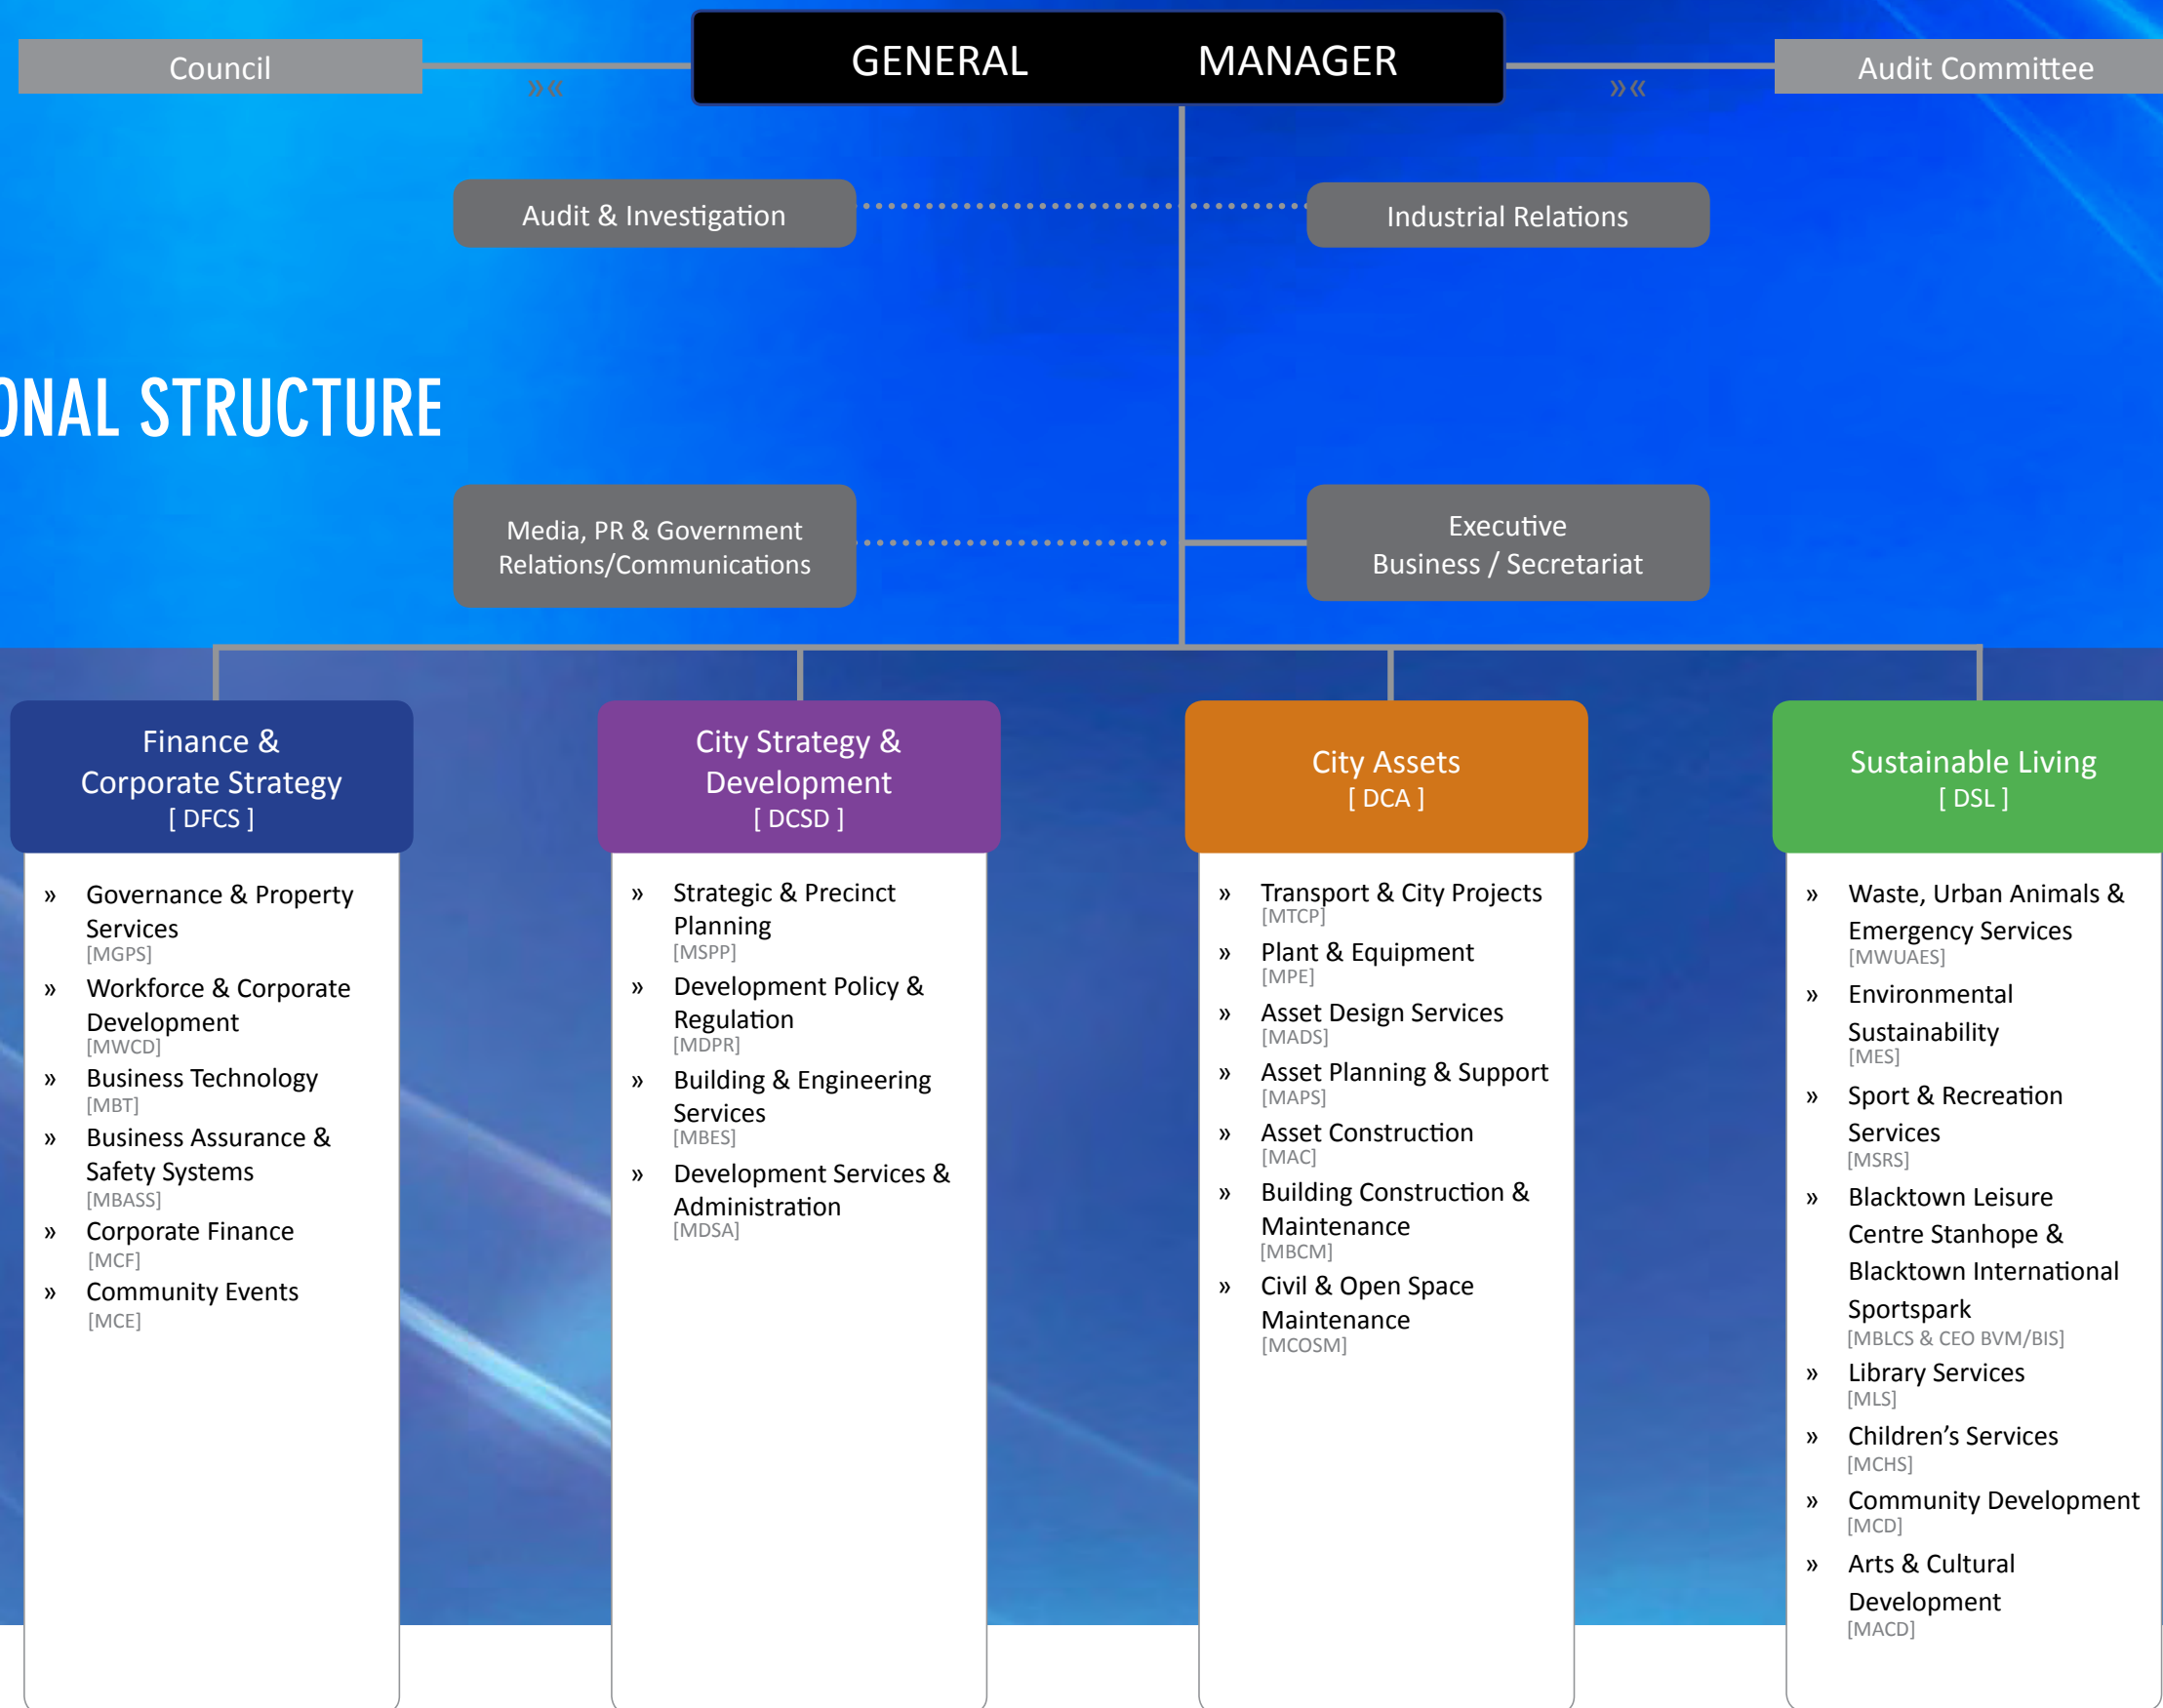 Council
GENERAL MANAGER
Audit Committee
»«
»«
Audit & Investigation
Industrial Relations
ONAL STRUCTURE
Media, PR & Government
Relations/Communications
Executive
Business / Secretariat
Finance &
Corporate Strategy
[ DFCS ]
» Governance & Property
Services
[MGPS]
» Workforce & Corporate
Development
[MWCD]
» Business Technology
[MBT]
» Business Assurance &
Safety Systems
[MBASS]
» Corporate Finance
[MCF]
» Community Events
[MCE]
City Strategy &
Development
[ DCSD ]
» Strategic & Precinct
Planning
[MSPP]
» Development Policy &
Regulation
[MDPR]
» Building & Engineering
Services
[MBES]
» Development Services &
Administration
[MDSA]
City Assets
[ DCA ]
» Transport & City Projects
[MTCP]
» Plant & Equipment
[MPE]
» Asset Design Services
[MADS]
» Asset Planning & Support
[MAPS]
» Asset Construction
[MAC]
» Building Construction &
Maintenance
[MBCM]
» Civil & Open Space
Maintenance
[MCOSM]
Sustainable Living
[ DSL ]
» Waste, Urban Animals &
Emergency Services
[MWUAES]
» Environmental
Sustainability
[MES]
» Sport & Recreation
Services
[MSRS]
» Blacktown Leisure
Centre Stanhope &
Blacktown International
Sportspark
[MBLCS & CEO BVM/BIS]
» Library Services
[MLS]
» Children’s Services
[MCHS]
» Community Development
[MCD]
» Arts & Cultural
Development
[MACD]